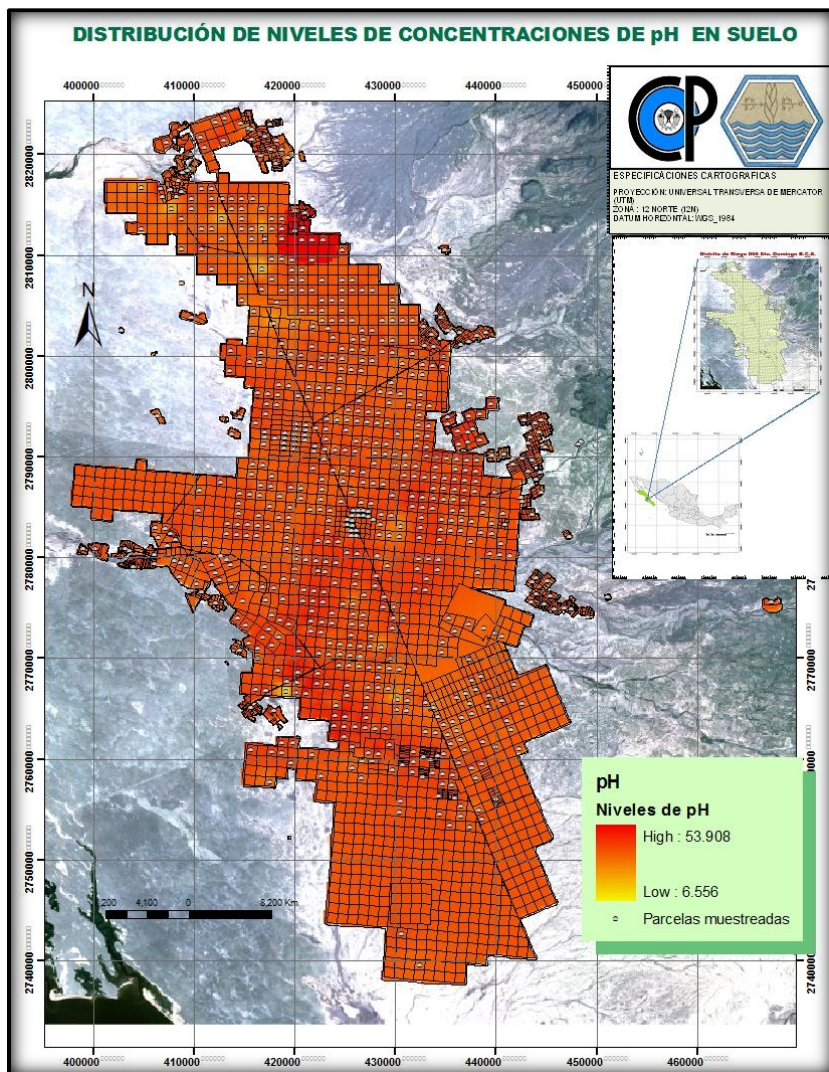 DISTRIBUCIÓN DE NIVELES DE CONCENTRACIONES DE pH EN SUELO
400000 410000 420000 430000 440000 450000
CP
ESPECIFICACIONES CARTOGRAFICAS
PROYECCIÓN: UNIVERSAL TRANSVERSA DE MERCATOR
(UTM)
ZONA : 12 NORTE (12N)
DATUM HORIZONTAL: WGS_1984
2820000
2810000
N
2800000
2790000
2780000
2770000 2770000
2760000
2750000
2740000
pH
Niveles de pH
High : 53.908
Low : 6.556
Parcelas muestreadas
4,100 0 8,200 Km
400000 410000 420000 430000 440000 450000 460000